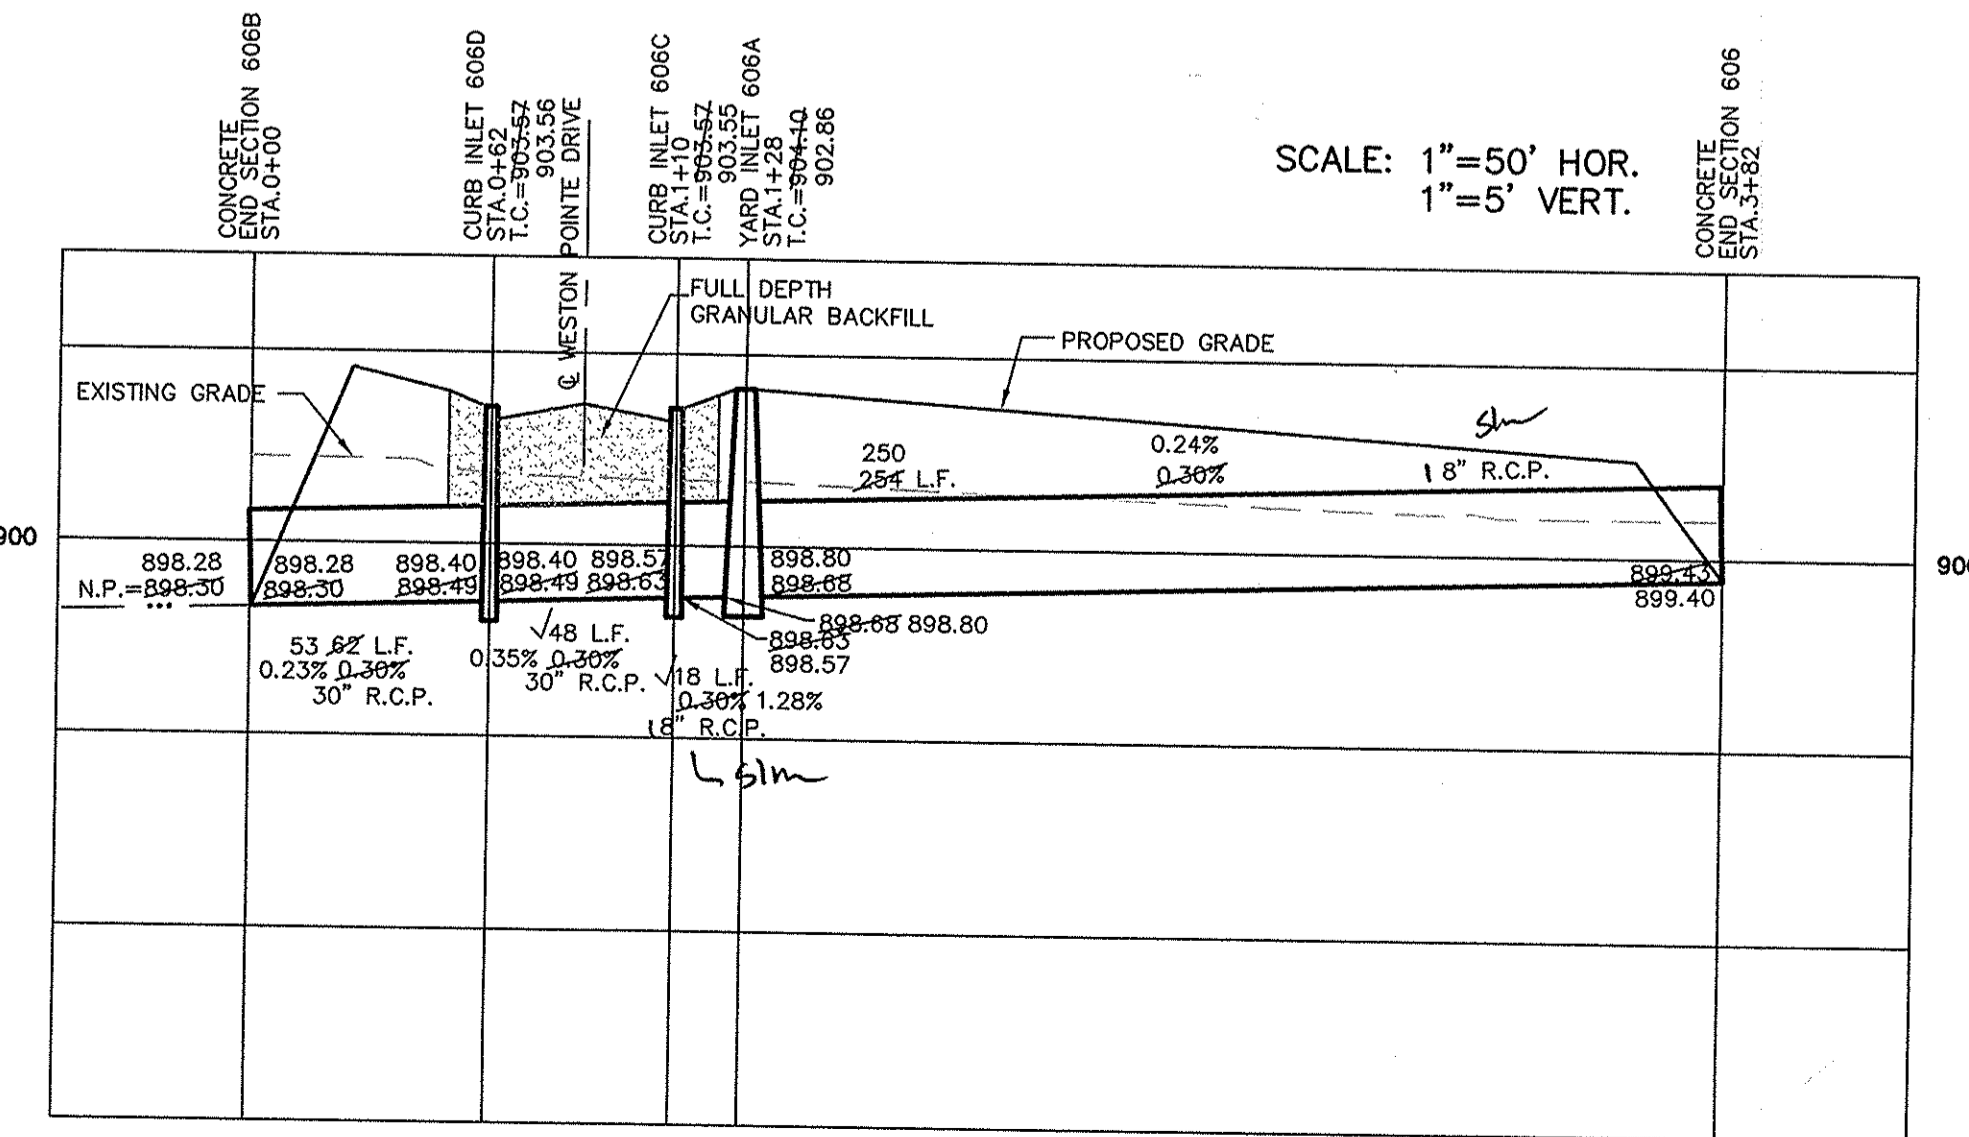 CONCRETE
END SECTION 606B
STA.0+00
CURB INLET 606D
STA.0+62
T.C.=903.57
903.56
℄ WESTON POINTE DRIVE
CURB INLET 606C
STA.1+10
T.C.=903.57
903.55
YARD INLET 606A
STA.1+28
T.C.=904.10
902.86
SCALE: 1"=50' HOR.
1"=5' VERT.
CONCRETE
END SECTION 606
STA.3+82
FULL DEPTH
GRANULAR BACKFILL
PROPOSED GRADE
EXISTING GRADE
250
254 L.F.
0.24%
0.30%
slm
18" R.C.P.
900
900
898.28
N.P.=898.30
898.28
898.30
898.40
898.49
898.40
898.49
898.57
898.63
898.80
898.68
899.43
899.40
898.68 898.80
898.63
898.57
53 62 L.F.
0.23% 0.30%
30" R.C.P.
√48 L.F.
0.35% 0.30%
30" R.C.P.
√18 L.F.
0.30% 1.28%
18" R.C.P.
slm